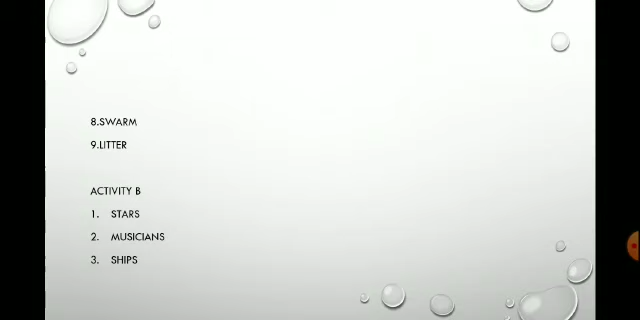 8.SWARM
9.LITTER
ACTIVITY B
1. STARS
2. MUSICIANS
3. SHIPS